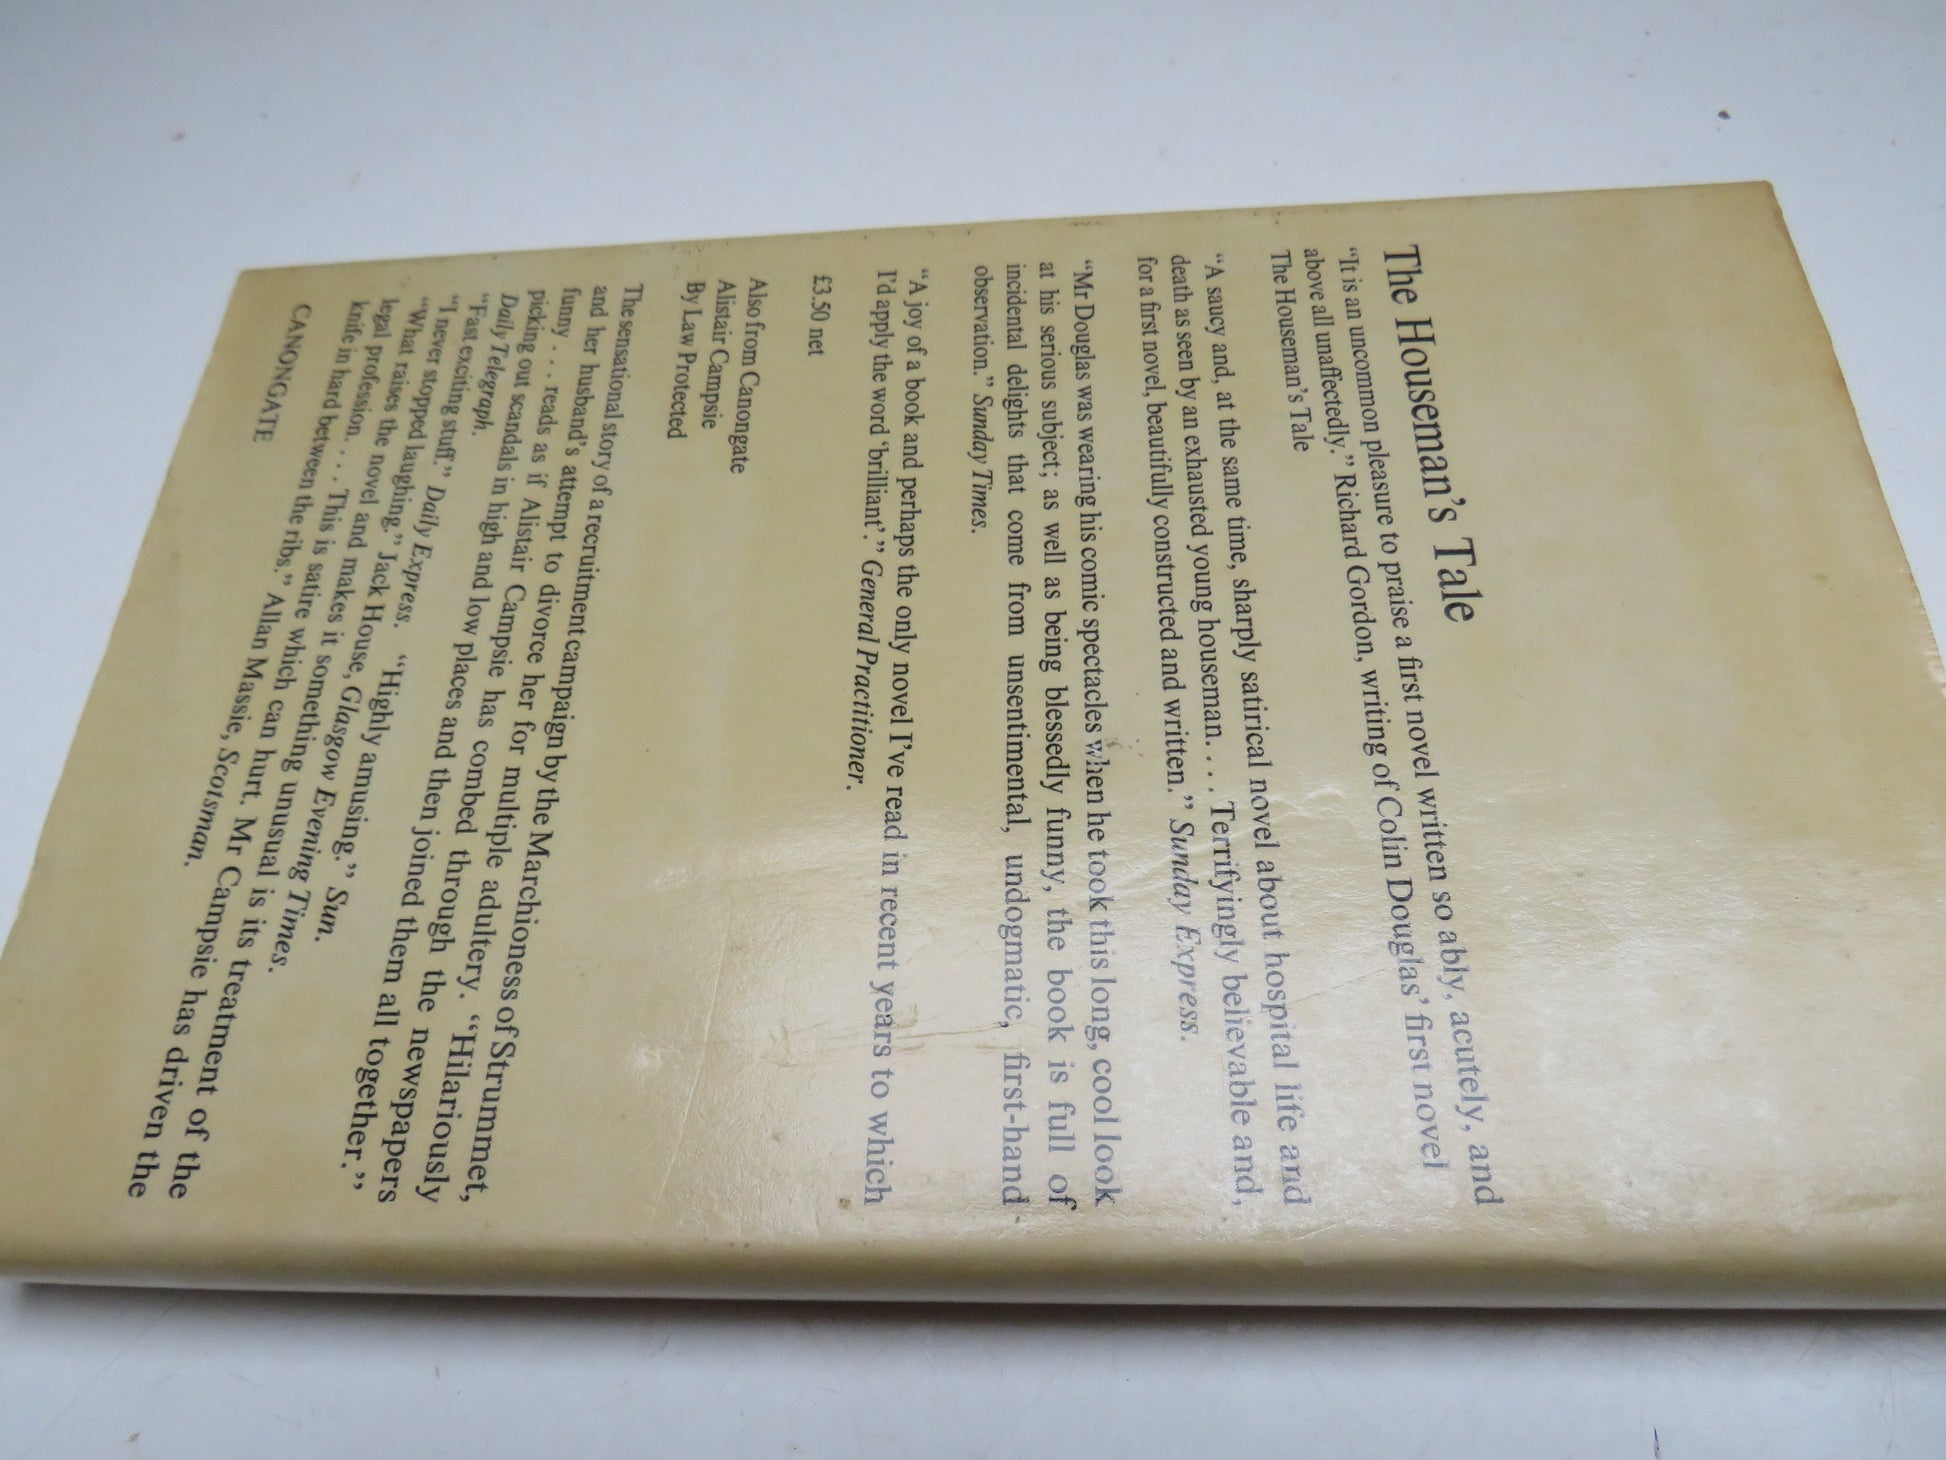 The Houseman's Tale
“It is an uncommon pleasure to praise a first novel written so ably, acutely, and
above all unaffectedly.” Richard Gordon, writing of Colin Douglas' first novel
The Houseman's Tale
“A saucy and, at the same time, sharply satirical novel about hospital life and
death as seen by an exhausted young houseman. . . . Terrifyingly believable and,
for a first novel, beautifully constructed and written.” Sunday Express.
“Mr Douglas was wearing his comic spectacles when he took this long, cool look
at his serious subject; as well as being blessedly funny, the book is full of
incidental delights that come from unsentimental, undogmatic, first-hand
observation.” Sunday Times.
“A joy of a book and perhaps the only novel I've read in recent years to which
I'd apply the word ‘brilliant’.” General Practitioner.
£3.50 net
Also from Canongate
Alistair Campsie
By Law Protected
The sensational story of a recruitment campaign by the Marchioness of Strummet,
and her husband's attempt to divorce her for multiple adultery. “Hilariously
funny . . . reads as if Alistair Campsie has combed through the newspapers
picking out scandals in high and low places and then joined them all together.”
Daily Telegraph.
“Fast exciting stuff.” Daily Express. “Highly amusing.” Sun.
“I never stopped laughing.” Jack House, Glasgow Evening Times.
“What raises the novel and makes it something unusual is its treatment of the
legal profession. . . . This is satire which can hurt. Mr Campsie has driven the
knife in hard between the ribs.” Allan Massie, Scotsman.
CANONGATE